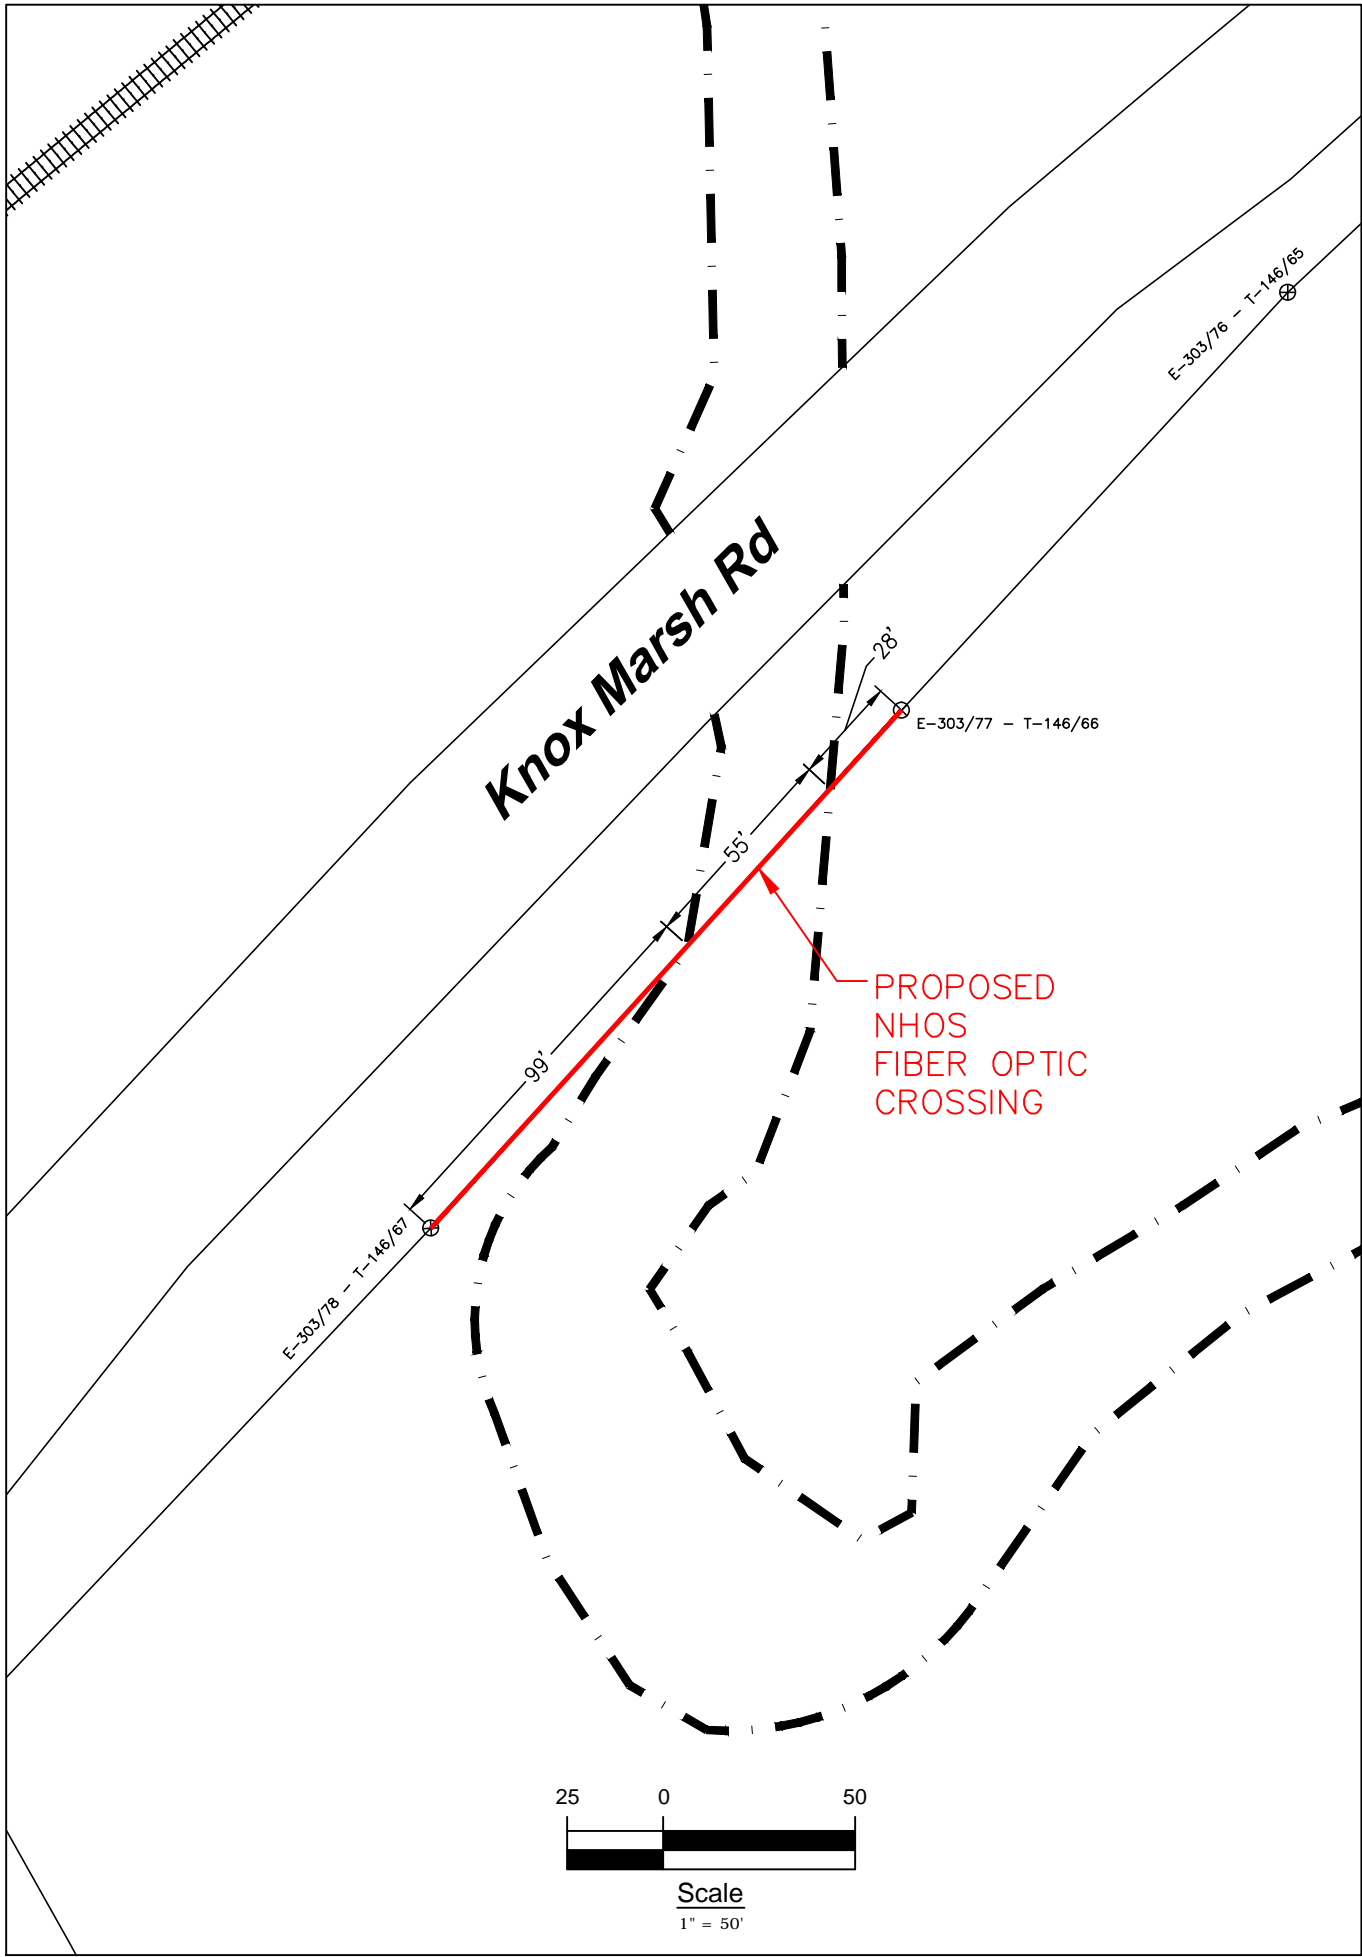 E-303/76 - T-146/65
Knox Marsh Rd
28'
E-303/77 - T-146/66
55'
PROPOSED
NHOS
FIBER OPTIC
CROSSING
99'
E-303/78 - T-146/67
25 0 50
Scale
1" = 50'